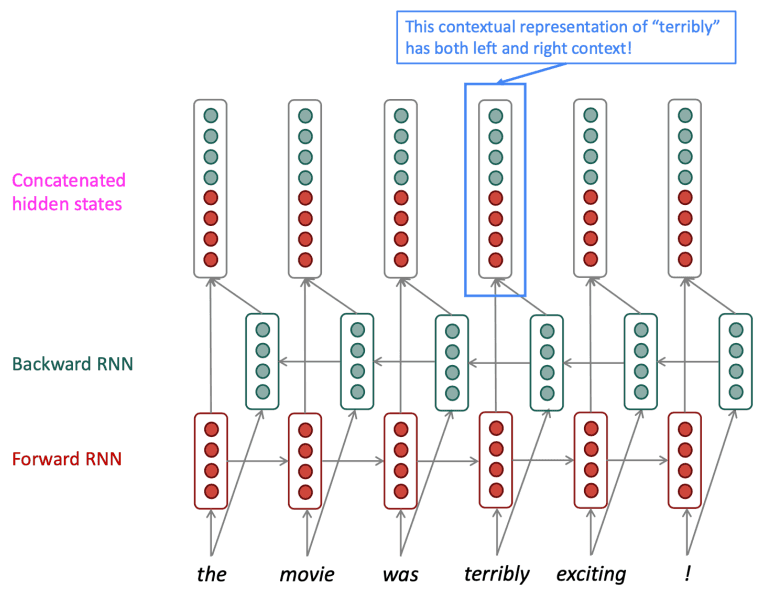 This contextual representation of “terribly”
has both left and right context!
Concatenated
hidden states
Backward RNN
Forward RNN
the movie was terribly exciting !